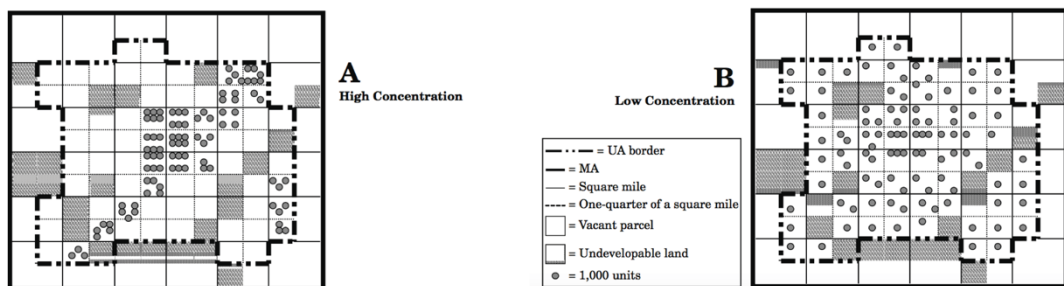 A
High Concentration
B
Low Concentration
= UA border
= MA
= Square mile
= One-quarter of a square mile
= Vacant parcel
= Undevelopable land
= 1,000 units